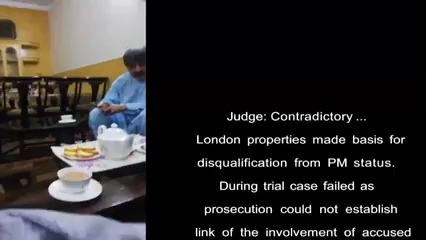 Judge: Contradictory ...
London properties made basis for
disqualification from PM status.
During trial case failed as
prosecution could not establish
link of the involvement of accused